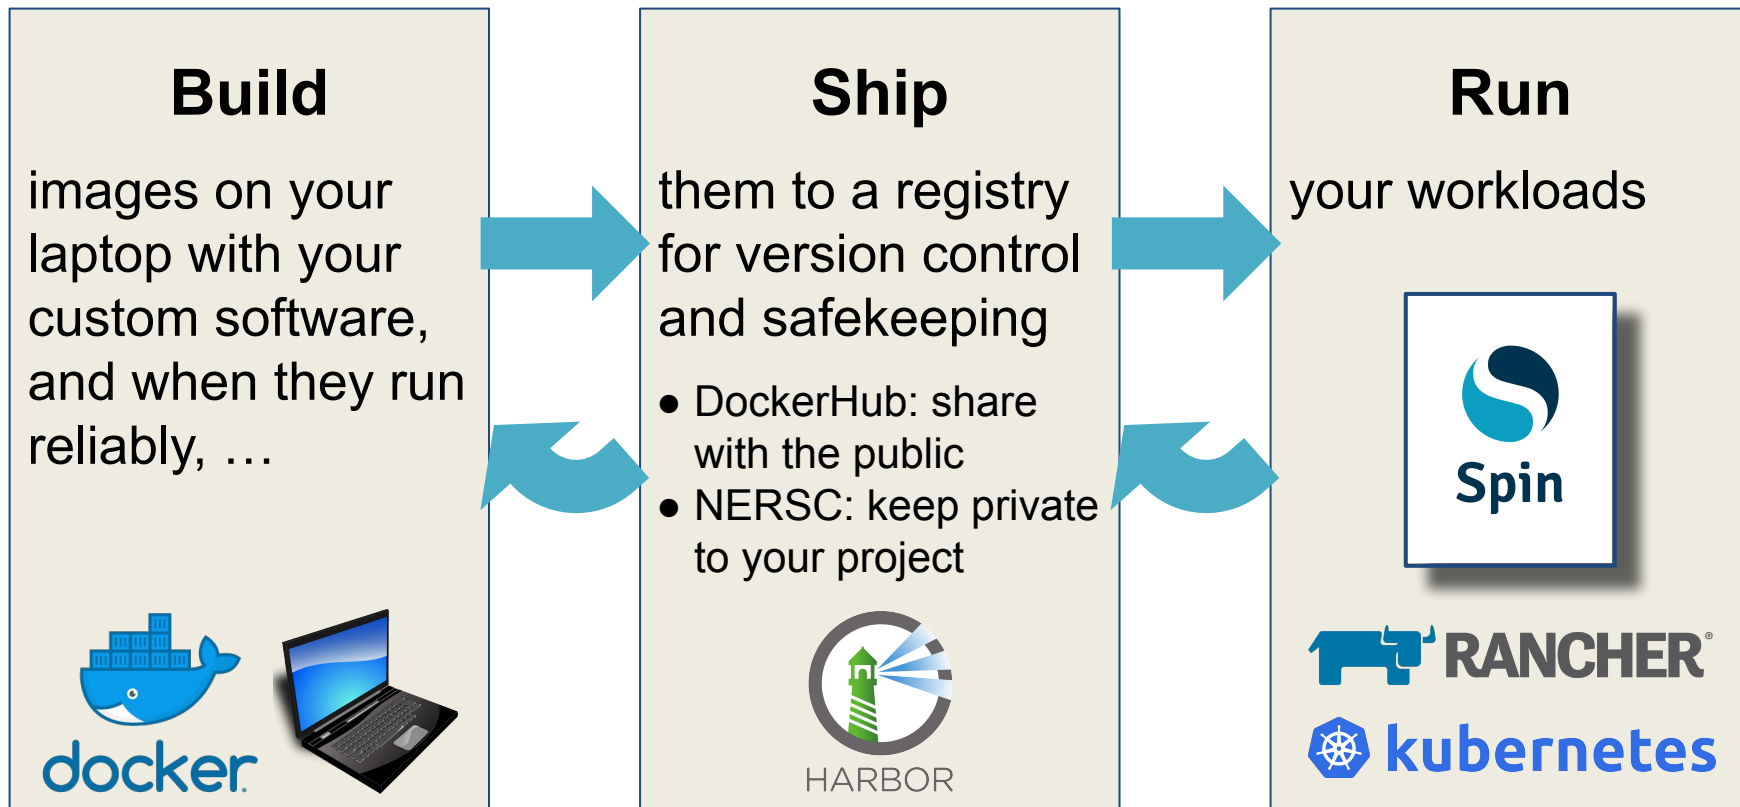 Build
images on your
laptop with your
custom software,
and when they run
reliably, …
docker
Ship
them to a registry
for version control
and safekeeping
● DockerHub: share
with the public
● NERSC: keep private
to your project
HARBOR
Run
your workloads
Spin
RANCHER®
kubernetes